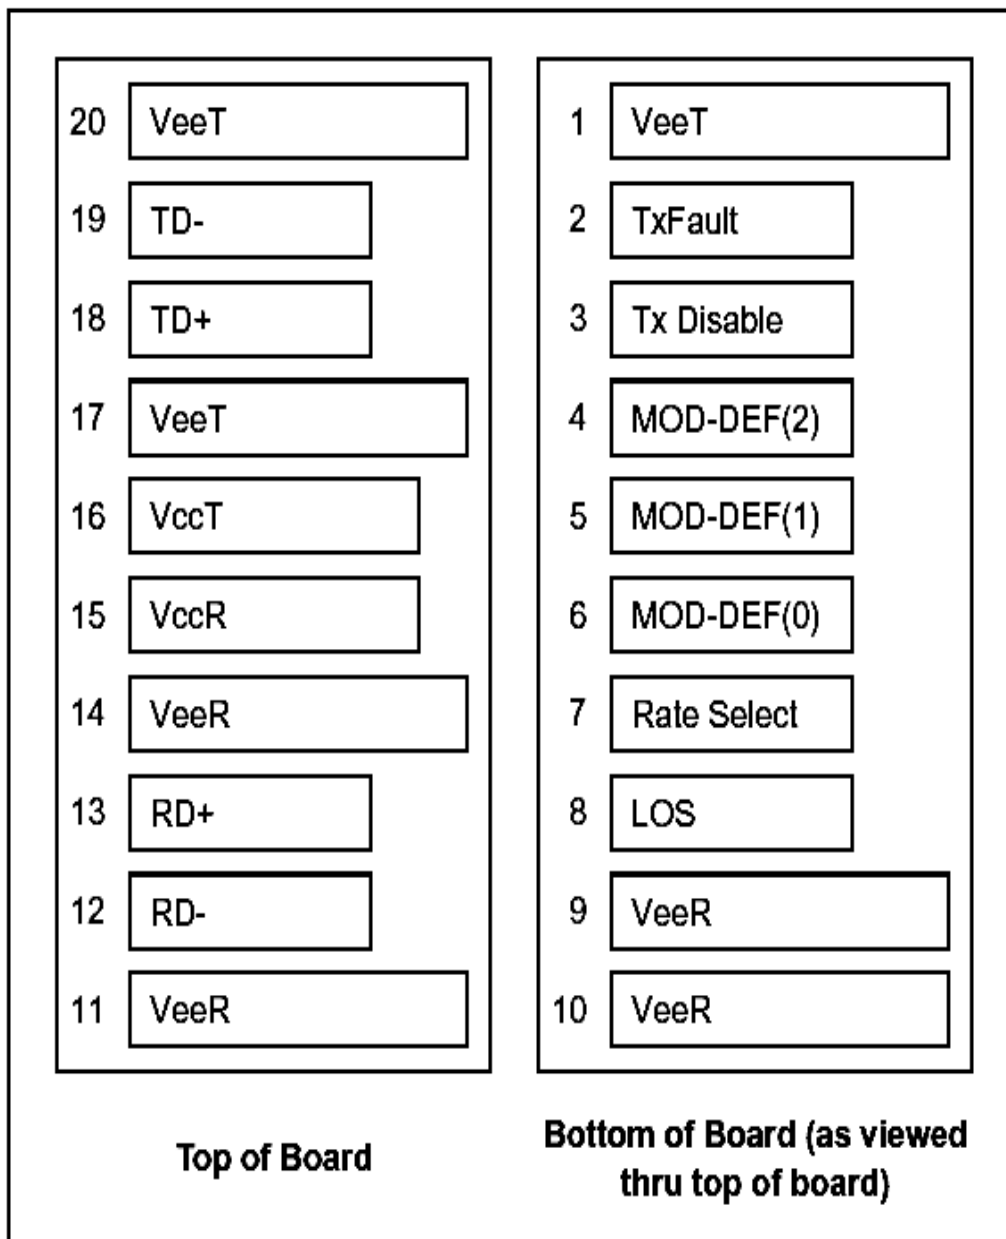 20 VeeT
19 TD-
18 TD+
17 VeeT
16 VccT
15 VccR
14 VeeR
13 RD+
12 RD-
11 VeeR
Top of Board
1 VeeT
2 TxFault
3 Tx Disable
4 MOD-DEF(2)
5 MOD-DEF(1)
6 MOD-DEF(0)
7 Rate Select
8 LOS
9 VeeR
10 VeeR
Bottom of Board (as viewed
thru top of board)